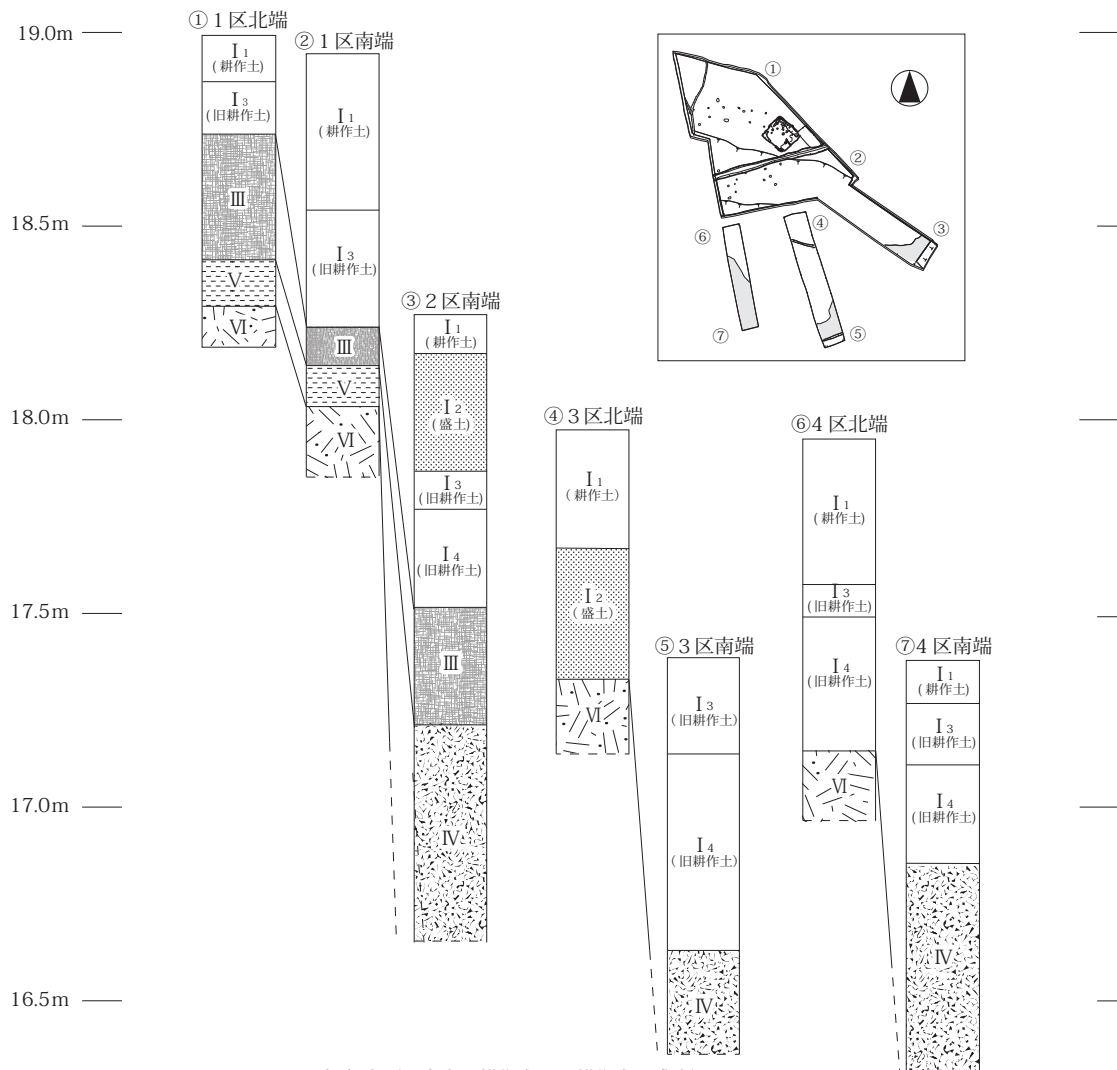 19.0m
18.5m
18.0m
17.5m
17.0m
16.5m
①1区北端
Ⅰ1
(耕作土)
Ⅰ3
(旧耕作土)
Ⅲ
Ⅴ
Ⅵ
②1区南端
Ⅰ1
(耕作土)
Ⅰ3
(旧耕作土)
Ⅲ
Ⅴ
Ⅵ
③2区南端
Ⅰ1
(耕作土)
Ⅰ2
(盛土)
Ⅰ3
(旧耕作土)
Ⅰ4
(旧耕作土)
Ⅲ
Ⅳ
④3区北端
Ⅰ1
(耕作土)
Ⅰ2
(盛土)
Ⅵ
⑤3区南端
Ⅰ3
(旧耕作土)
Ⅰ4
(旧耕作土)
Ⅳ
⑥4区北端
Ⅰ1
(耕作土)
Ⅰ3
(旧耕作土)
Ⅰ4
(旧耕作土)
Ⅵ
⑦4区南端
Ⅰ1
(耕作土)
Ⅰ3
(旧耕作土)
Ⅰ4
(旧耕作土)
Ⅳ
①
②
③
④
⑤
⑥
⑦